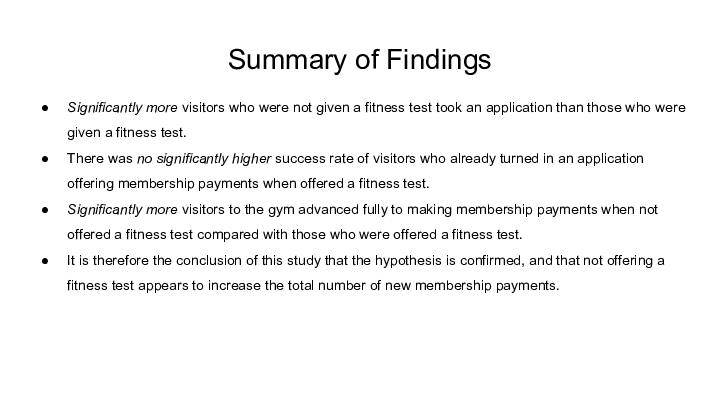 Summary of Findings
● Significantly more visitors who were not given a fitness test took an application than those who were
given a fitness test.
● There was no significantly higher success rate of visitors who already turned in an application
offering membership payments when offered a fitness test.
● Significantly more visitors to the gym advanced fully to making membership payments when not
offered a fitness test compared with those who were offered a fitness test.
● It is therefore the conclusion of this study that the hypothesis is confirmed, and that not offering a
fitness test appears to increase the total number of new membership payments.